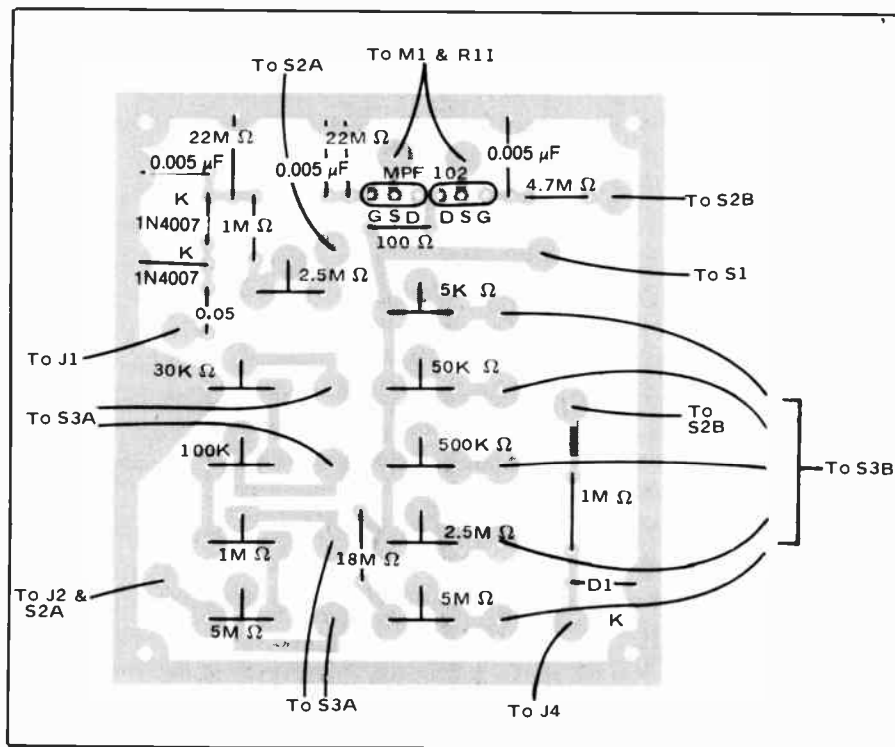 To S2A
To M1 & R1I
22M Ω
22M Ω
0.005 µF
0.005 µF
0.005 µF
MPF 102
4.7M Ω
K
G S D
D S G
To S2B
1N4007
1M Ω
100 Ω
K
1N4007
2.5M Ω
To S1
5K Ω
0.05
To J1
30K Ω
50K Ω
To S3A
To
S2B
100K
500K Ω
To S3B
1M Ω
1M Ω
18M Ω
2.5M Ω
D1
To J2 &
S2A
5M Ω
5M Ω
K
To S3A
To J4